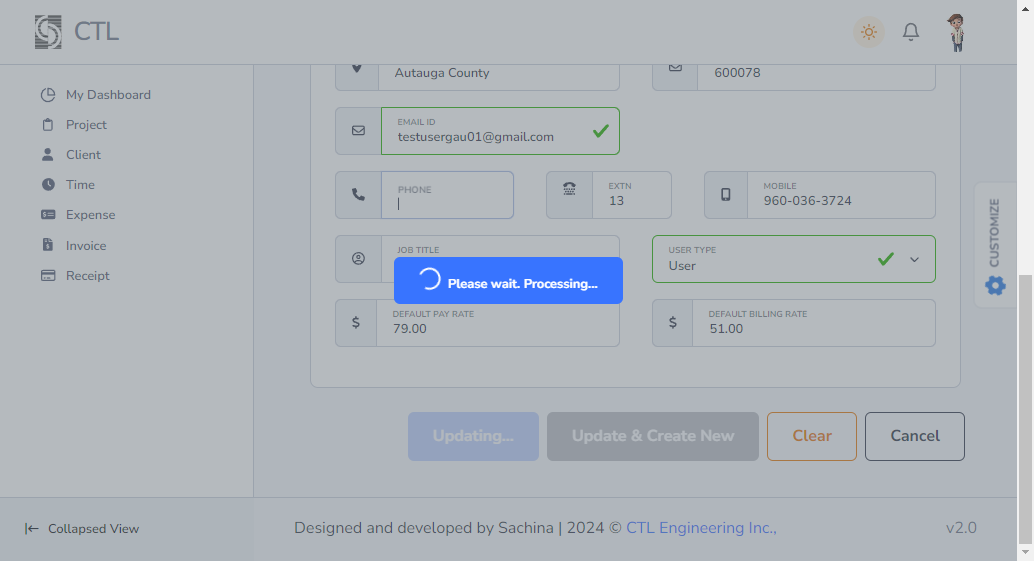 CTL
My Dashboard
Project
Client
Time
Expense
Invoice
Receipt
Autauga County
600078
EMAIL ID
testusergau01@gmail.com
PHONE
EXTN
13
MOBILE
960-036-3724
JOB TITLE
USER TYPE
User
Please wait. Processing...
DEFAULT PAY RATE
79.00
DEFAULT BILLING RATE
51.00
CUSTOMIZE
Updating...
Update & Create New
Clear
Cancel
Collapsed View
Designed and developed by Sachina | 2024 © CTL Engineering Inc.,
v2.0